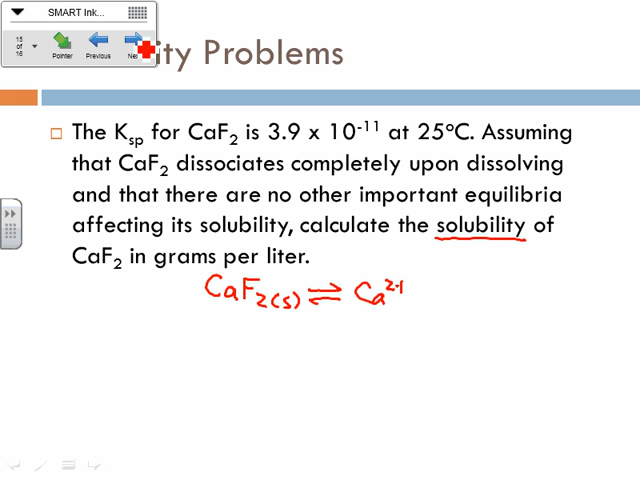 SMART Ink...
15
of
16
Pointer
Previous
ity Problems
The Ksp for CaF2 is 3.9 x 10-11 at 25°C. Assuming
that CaF2 dissociates completely upon dissolving
and that there are no other important equilibria
affecting its solubility, calculate the solubility of
CaF2 in grams per liter.
CaF2(s) ⇌ Ca2+